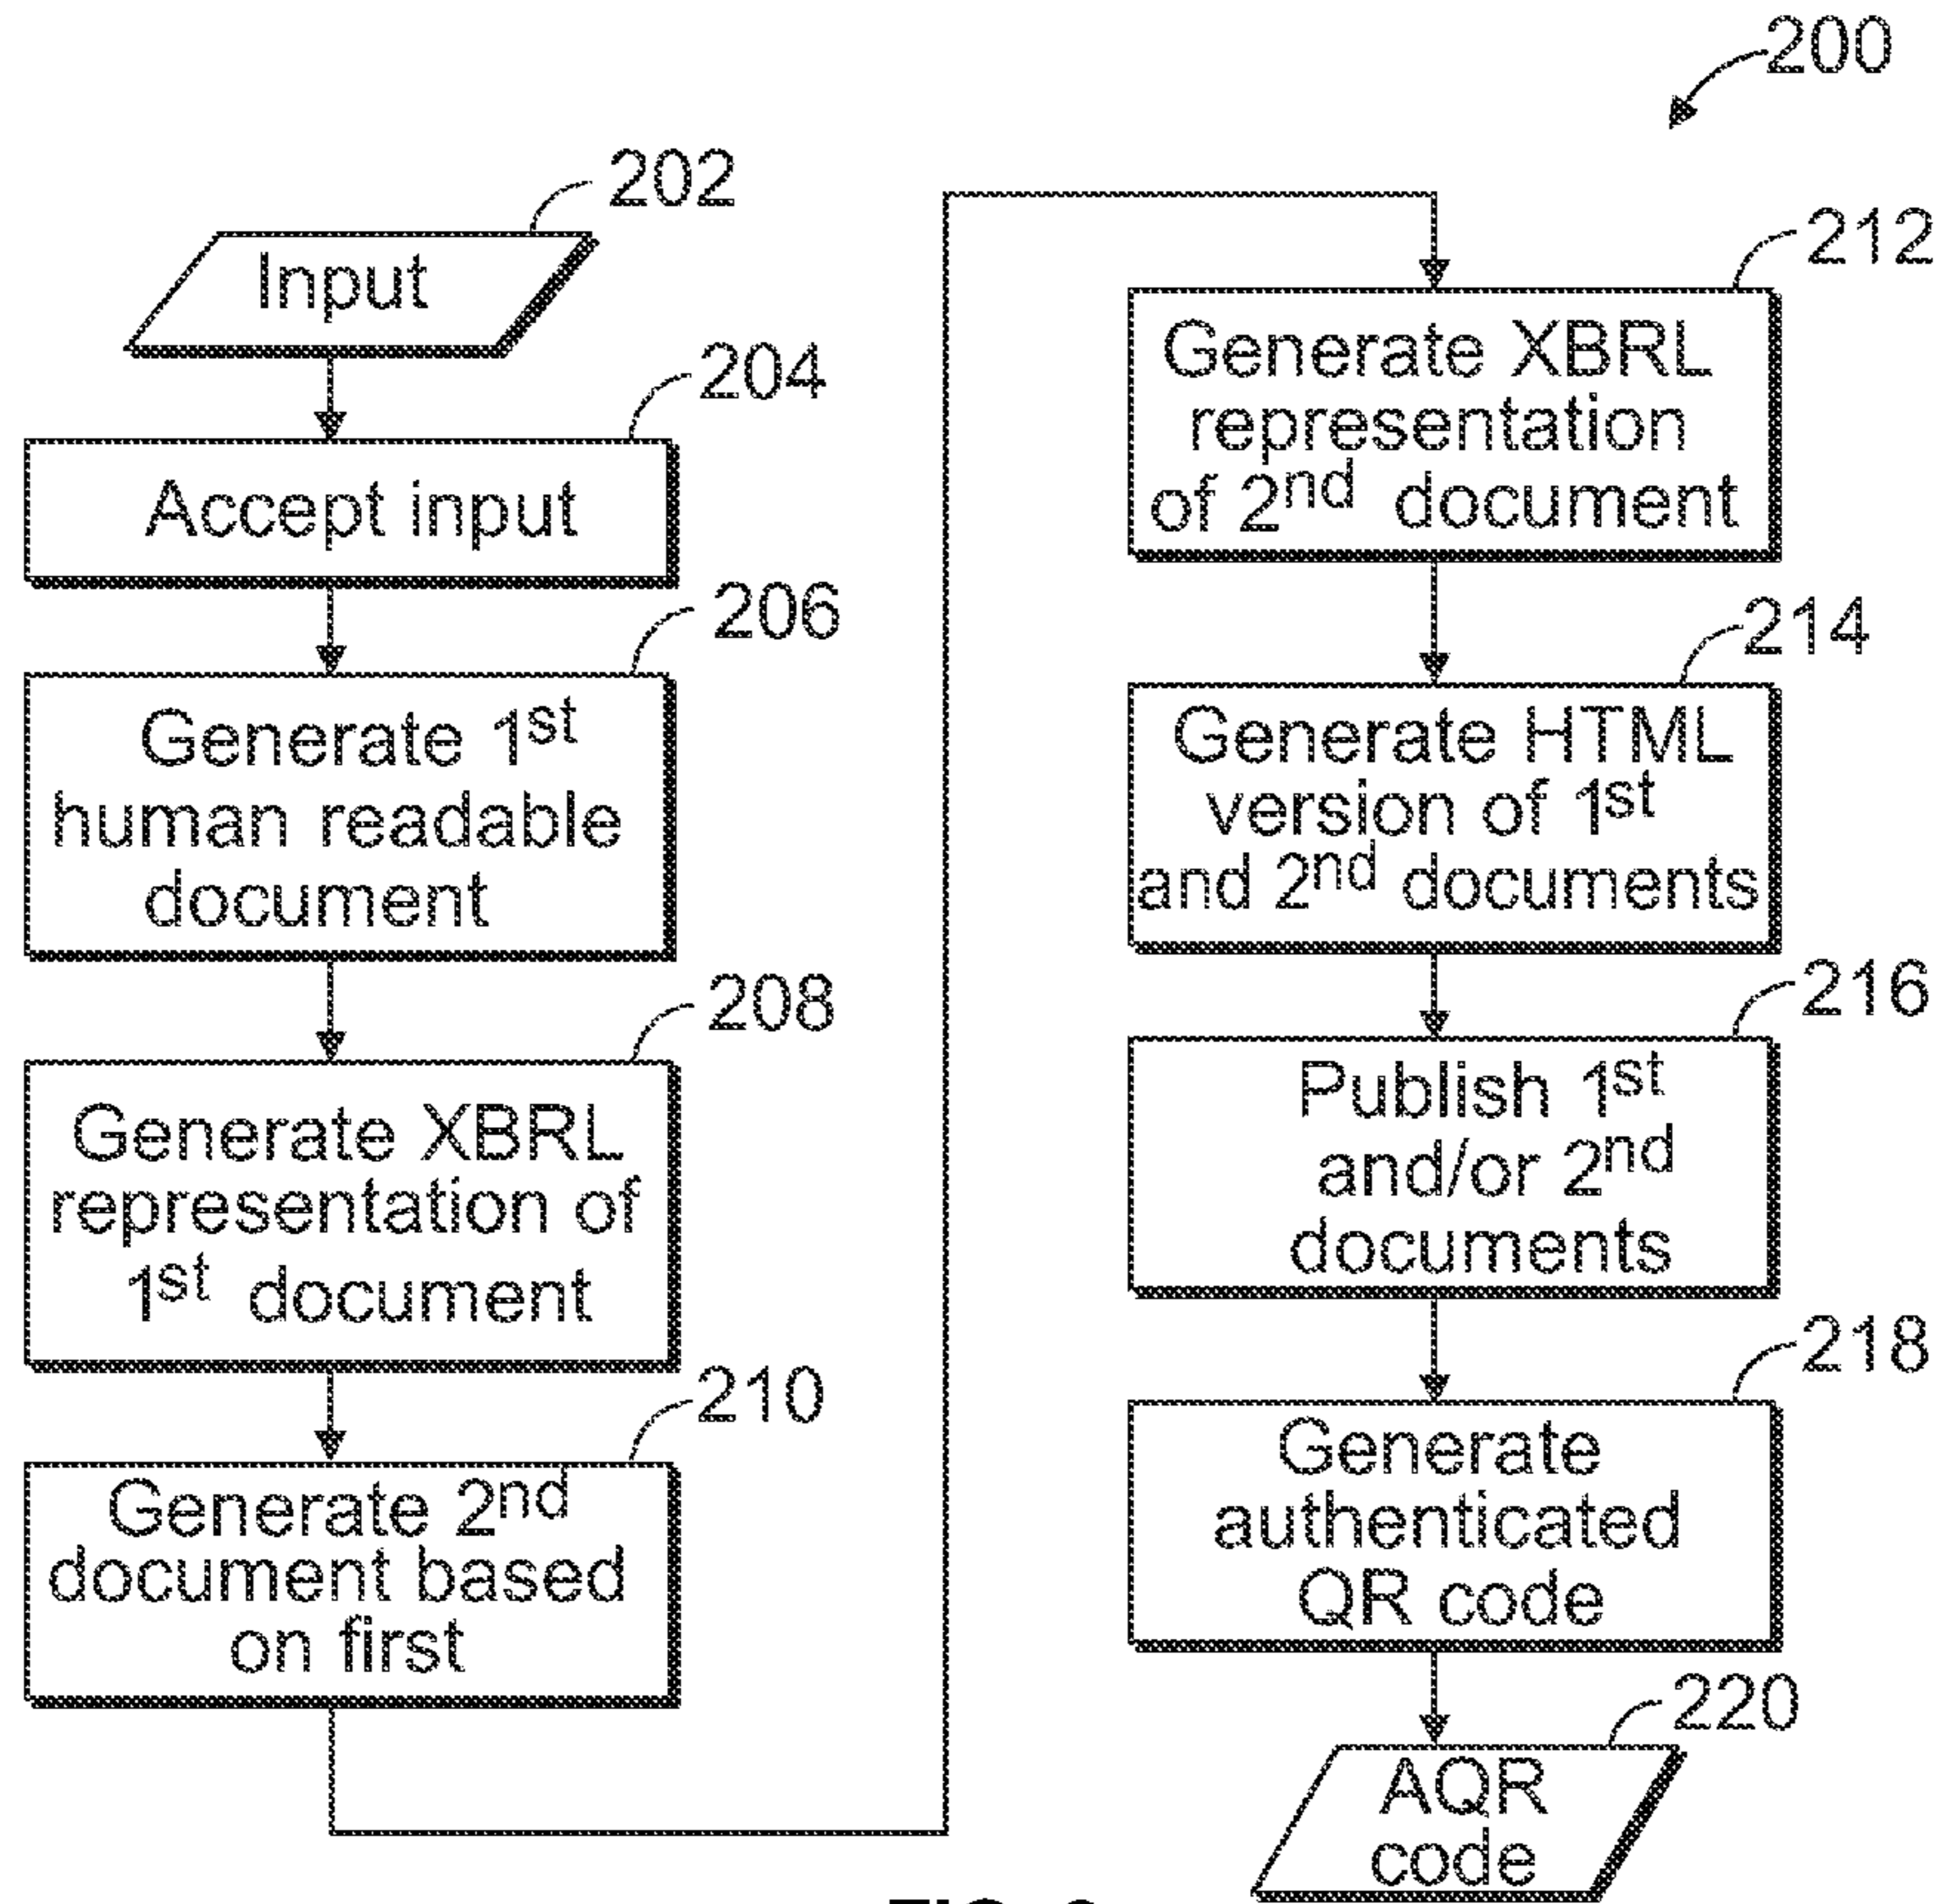 200
202
Input
204
Accept input
206
Generate 1st
human readable
document
208
Generate XBRL
representation of
1st document
210
Generate 2nd
document based
on first
212
Generate XBRL
representation
of 2nd document
214
Generate HTML
version of 1st
and 2nd documents
216
Publish 1st
and/or 2nd
documents
218
Generate
authenticated
QR code
220
AQR
code